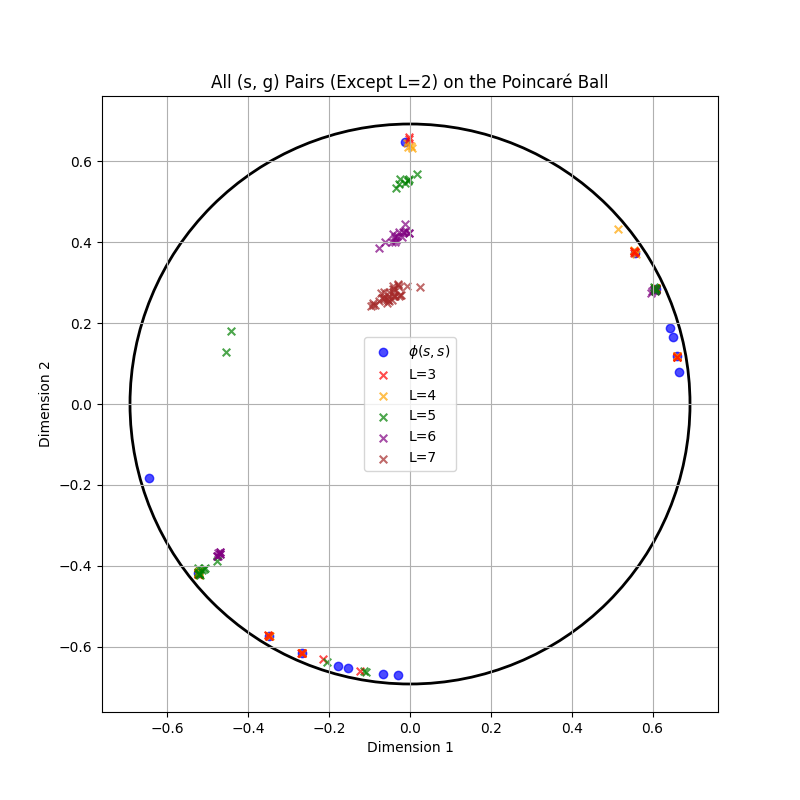 All (s, g) Pairs (Except L=2) on the Poincaré Ball
0.6
0.4
0.2
0.0
−0.2
−0.4
−0.6
Dimension 2
ϕ(s, s)
L=3
L=4
L=5
L=6
L=7
−0.6 −0.4 −0.2 0.0 0.2 0.4 0.6
Dimension 1